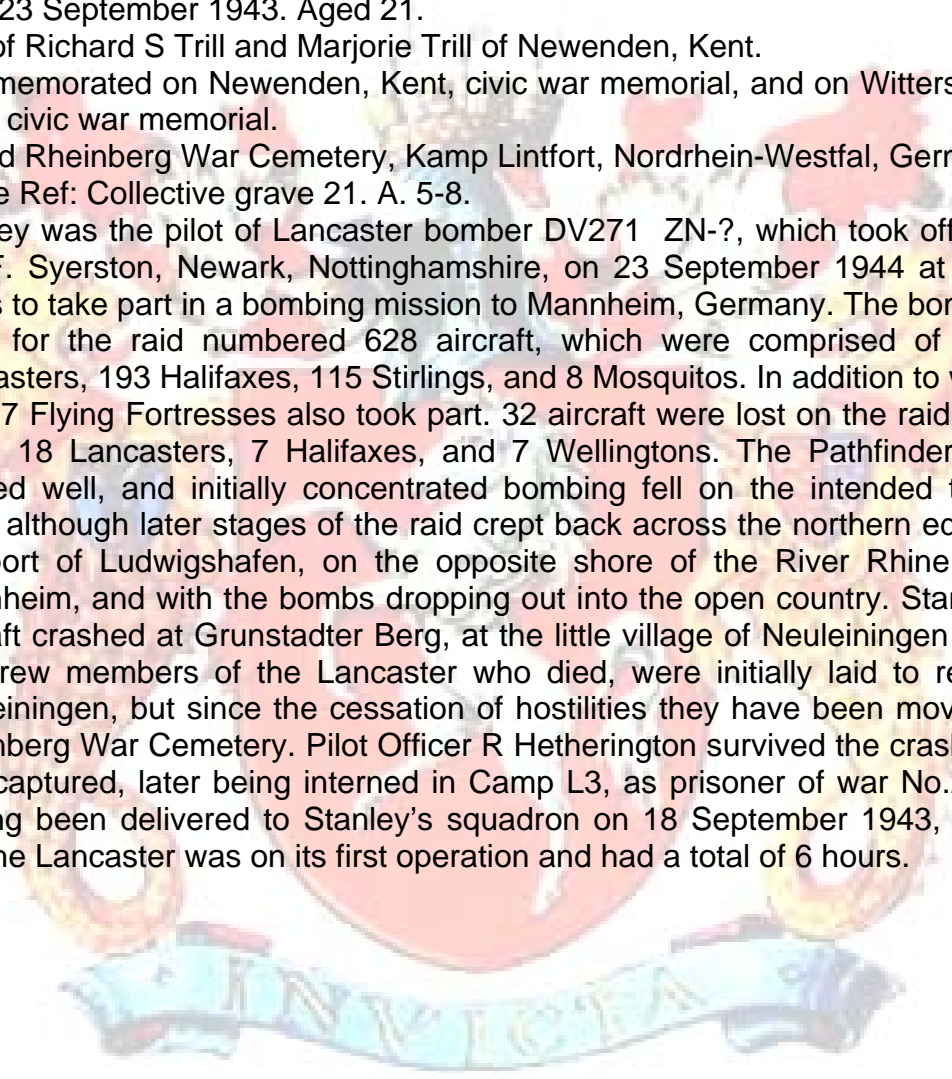 23 September 1943. Aged 21.
of Richard S Trill and Marjorie Trill of Newenden, Kent.
memorated on Newenden, Kent, civic war memorial, and on Witters
civic war memorial.
d Rheinberg War Cemetery, Kamp Lintfort, Nordrhein-Westfal, Gerr
e Ref: Collective grave 21. A. 5-8.
ey was the pilot of Lancaster bomber DV271 ZN-?, which took off
F. Syerston, Newark, Nottinghamshire, on 23 September 1944 at
s to take part in a bombing mission to Mannheim, Germany. The bor
for the raid numbered 628 aircraft, which were comprised of
asters, 193 Halifaxes, 115 Stirlings, and 8 Mosquitos. In addition to
7 Flying Fortresses also took part. 32 aircraft were lost on the raid
18 Lancasters, 7 Halifaxes, and 7 Wellingtons. The Pathfinder
ed well, and initially concentrated bombing fell on the intended
although later stages of the raid crept back across the northern ed
port of Ludwigshafen, on the opposite shore of the River Rhine
nheim, and with the bombs dropping out into the open country. Star
aft crashed at Grunstadter Berg, at the little village of Neuleiningen
rew members of the Lancaster who died, were initially laid to re
einingen, but since the cessation of hostilities they have been mov
nberg War Cemetery. Pilot Officer R Hetherington survived the crash
captured, later being interned in Camp L3, as prisoner of war No.
ng been delivered to Stanley's squadron on 18 September 1943,
ne Lancaster was on its first operation and had a total of 6 hours.
INVICTA